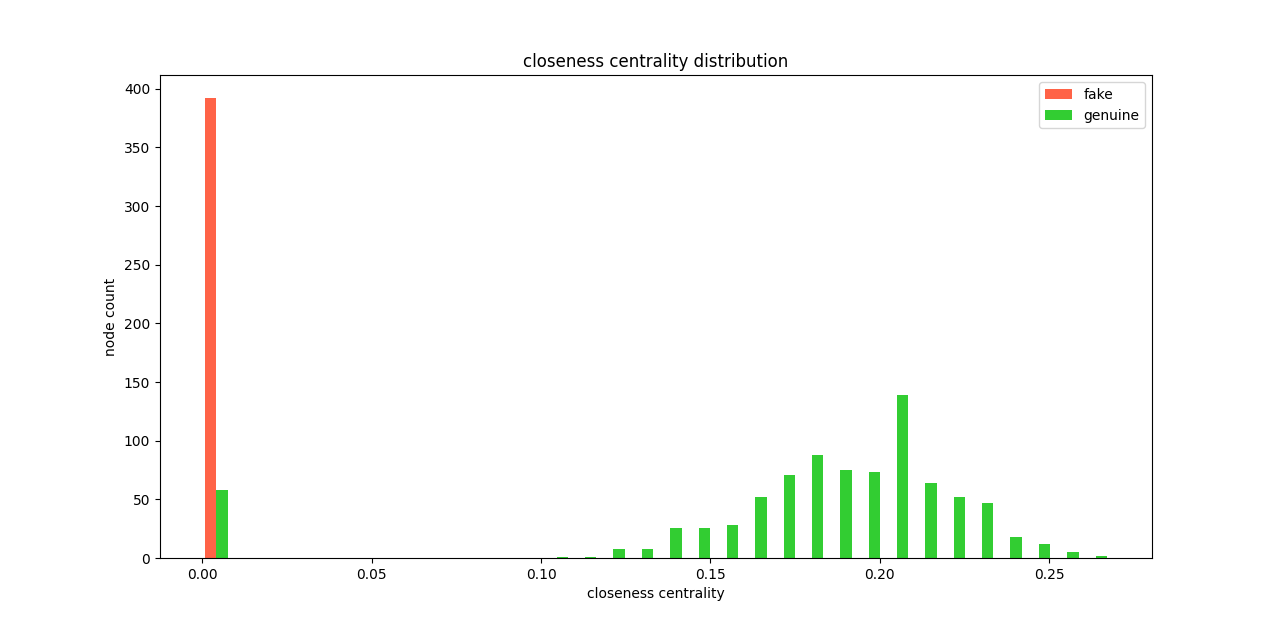 closeness centrality distribution
fake
genuine
400
350
300
250
200
150
100
50
0
node count
0.00 0.05 0.10 0.15 0.20 0.25
closeness centrality